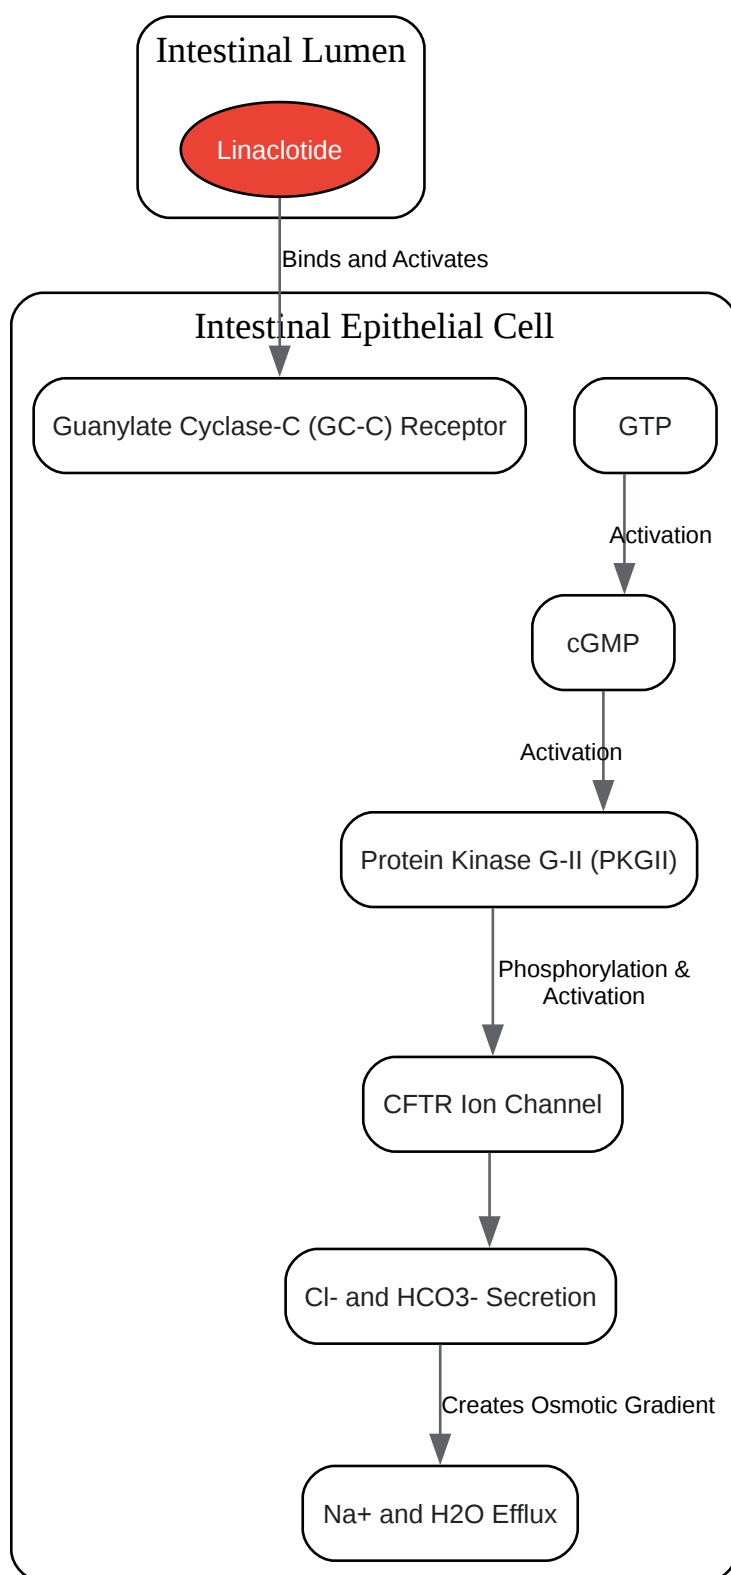 Intestinal Lumen
Linaclotide
Binds and Activates
Intestinal Epithelial Cell
Guanylate Cyclase-C (GC-C) Receptor
GTP
Activation
cGMP
Activation
Protein Kinase G-II (PKGII)
Phosphorylation &
Activation
CFTR Ion Channel
Cl- and HCO3- Secretion
Creates Osmotic Gradient
Na+ and H2O Efflux